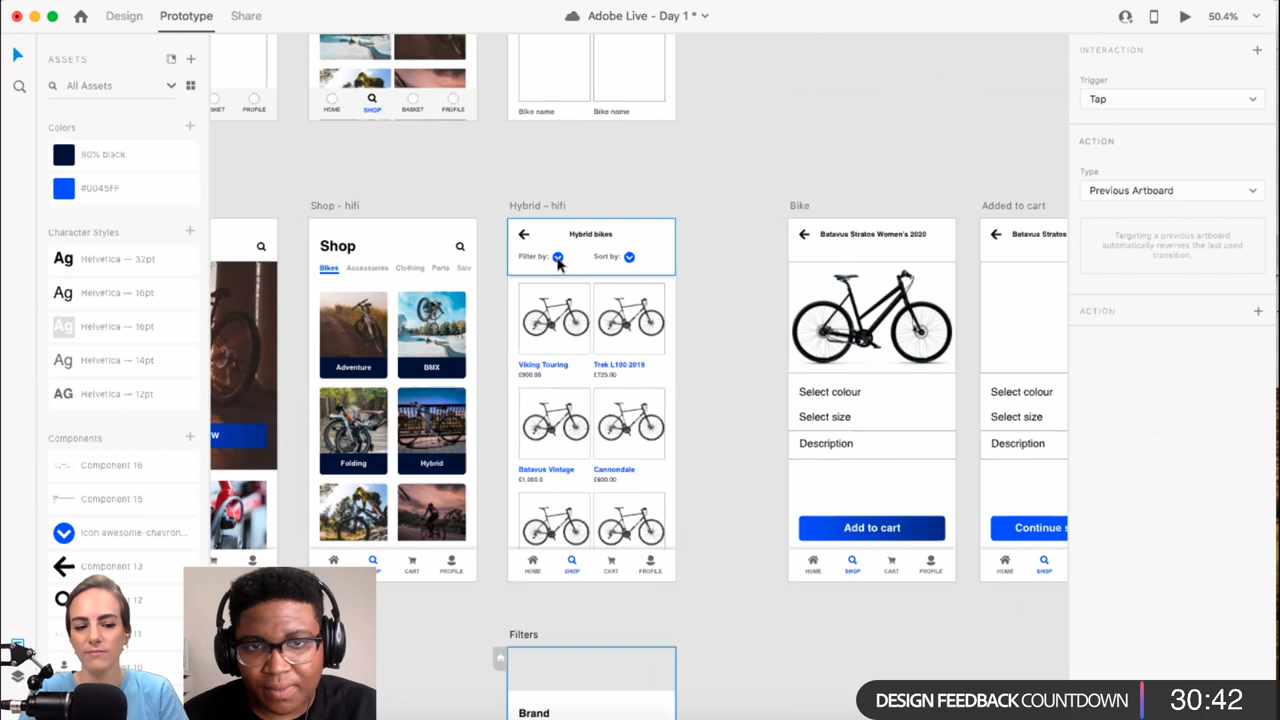 Design
Prototype
Share
Adobe Live - Day 1 *
50.4%
ASSETS
All Assets
Colors
80% black
#0045FF
Character Styles
Ag Helvetica — 32pt
Ag Helvetica — 16pt
Ag Helvetica — 16pt
Ag Helvetica — 14pt
AG Helvetica — 12pt
Components
Component 16
Component 15
Icon awesome-chevron...
Component 13
12
11
10
SKET
PROFILE
W
HOME
SHOP
BASKET
PROFILE
Bike name
Bike name
Shop - hifi
Shop
Bikes
Accessories
Clothing
Parts
Sale
Adventure
BMX
Folding
Hybrid
CART
PROFILE
Hybrid – hifi
Hybrid bikes
Filter by:
Sort by:
Viking Touring
£900.00
Trek L100 2019
£725.00
Batavus Vintage
Cannondale
£600.00
HOME
SHOP
CART
PROFILE
Filters
Brand
Bike
Batavus Stratos Women's 2020
Select colour
Select size
Description
Add to cart
HOME
SHOP
CART
PROFILE
Added to cart
Batavus Stratos
Select colour
Select size
Description
Continue s
HOME
SHOP
INTERACTION
Trigger
Tap
ACTION
Type
Previous Artboard
Targeting a previous artboard
automatically reverses the last used
transition.
ACTION
DESIGN FEEDBACK COUNTDOWN
30:42